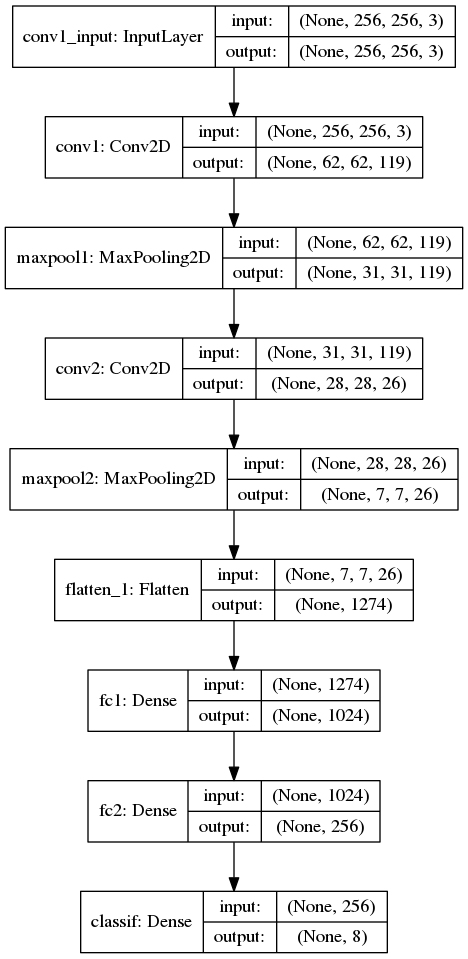 conv1_input: InputLayer
input: (None, 256, 256, 3)
output: (None, 256, 256, 3)
conv1: Conv2D
input: (None, 256, 256, 3)
output: (None, 62, 62, 119)
maxpool1: MaxPooling2D
input: (None, 62, 62, 119)
output: (None, 31, 31, 119)
conv2: Conv2D
input: (None, 31, 31, 119)
output: (None, 28, 28, 26)
maxpool2: MaxPooling2D
input: (None, 28, 28, 26)
output: (None, 7, 7, 26)
flatten_1: Flatten
input: (None, 7, 7, 26)
output: (None, 1274)
fc1: Dense
input: (None, 1274)
output: (None, 1024)
fc2: Dense
input: (None, 1024)
output: (None, 256)
classif: Dense
input: (None, 256)
output: (None, 8)